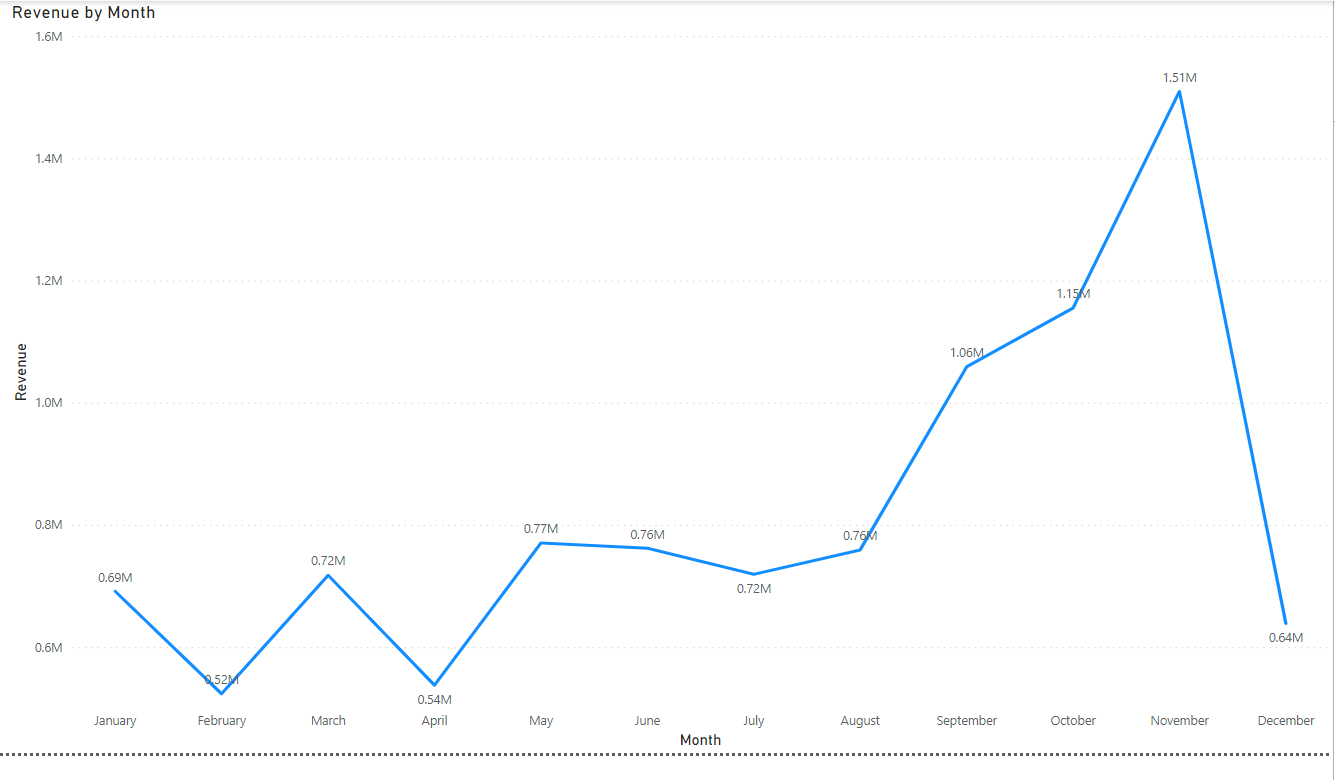 Revenue by Month
1.6M
1.51M
1.4M
1.2M
1.15M
1.06M
Revenue
1.0M
0.8M
0.77M
0.76M
0.76M
0.72M
0.69M
0.72M
0.6M
0.64M
0.52M
0.54M
January February March April May June July August September October November December
Month